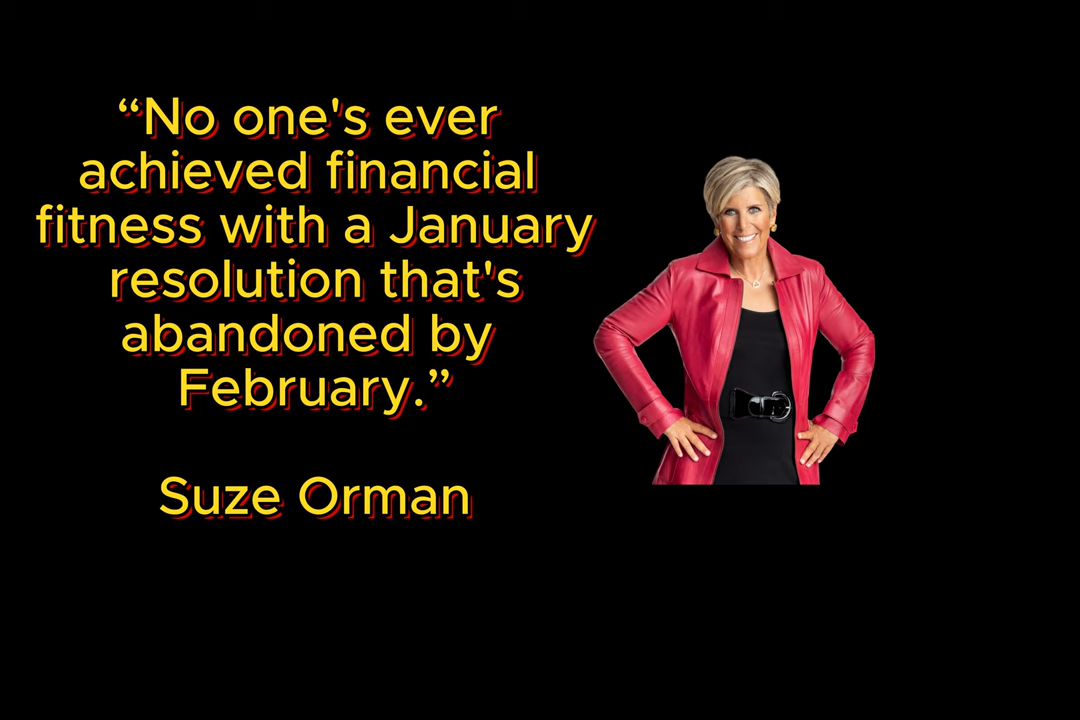 “No one's ever
achieved financial
fitness with a January
resolution that's
abandoned by
February.”
Suze Orman